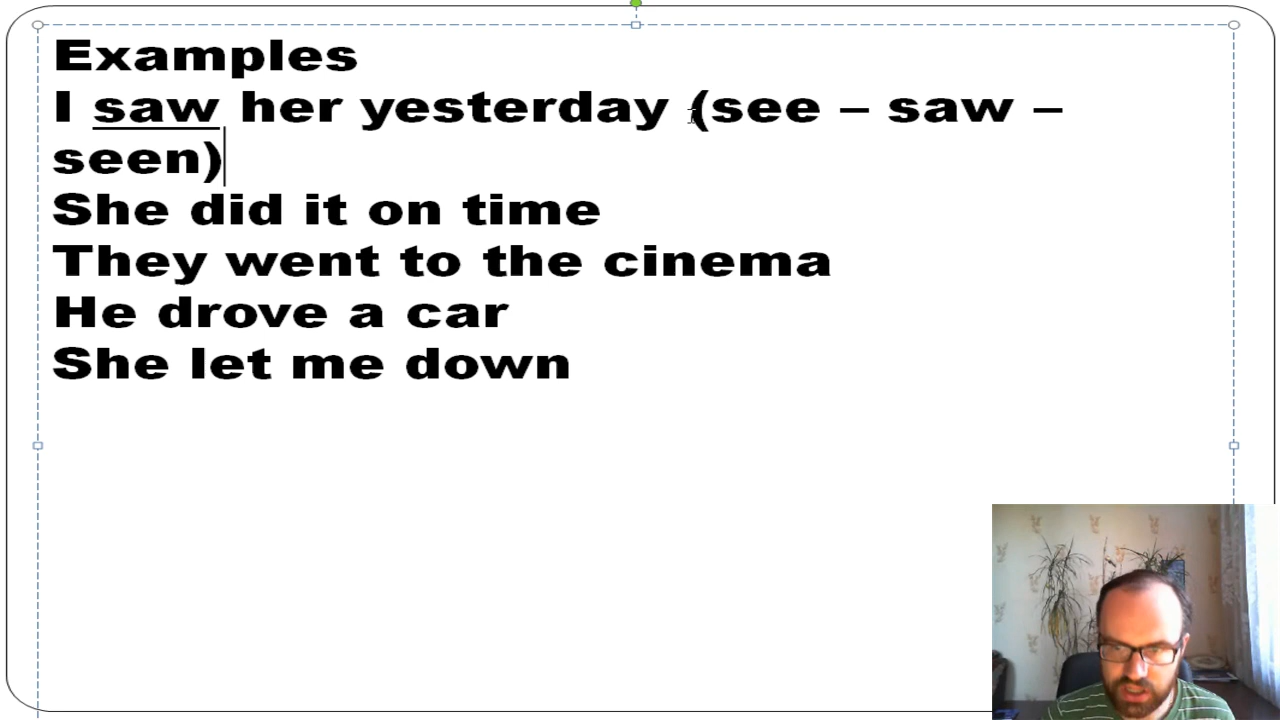 Examples
I saw her yesterday (see – saw –
seen)
She did it on time
They went to the cinema
He drove a car
She let me down